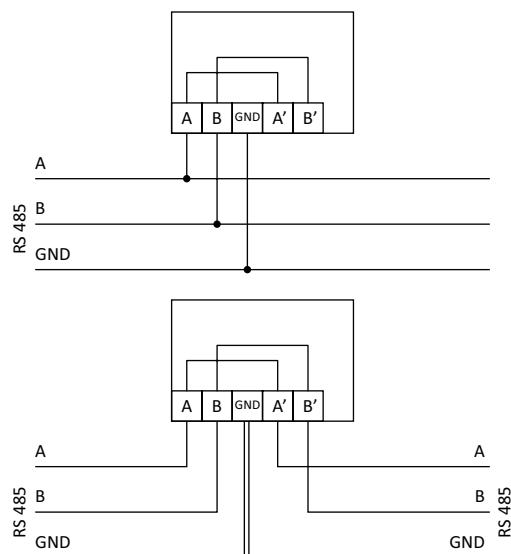 A B GND A’ B’
A
B
GND
RS 485
A B GND A’ B’
A A
B B
GND GND
RS 485 RS 485